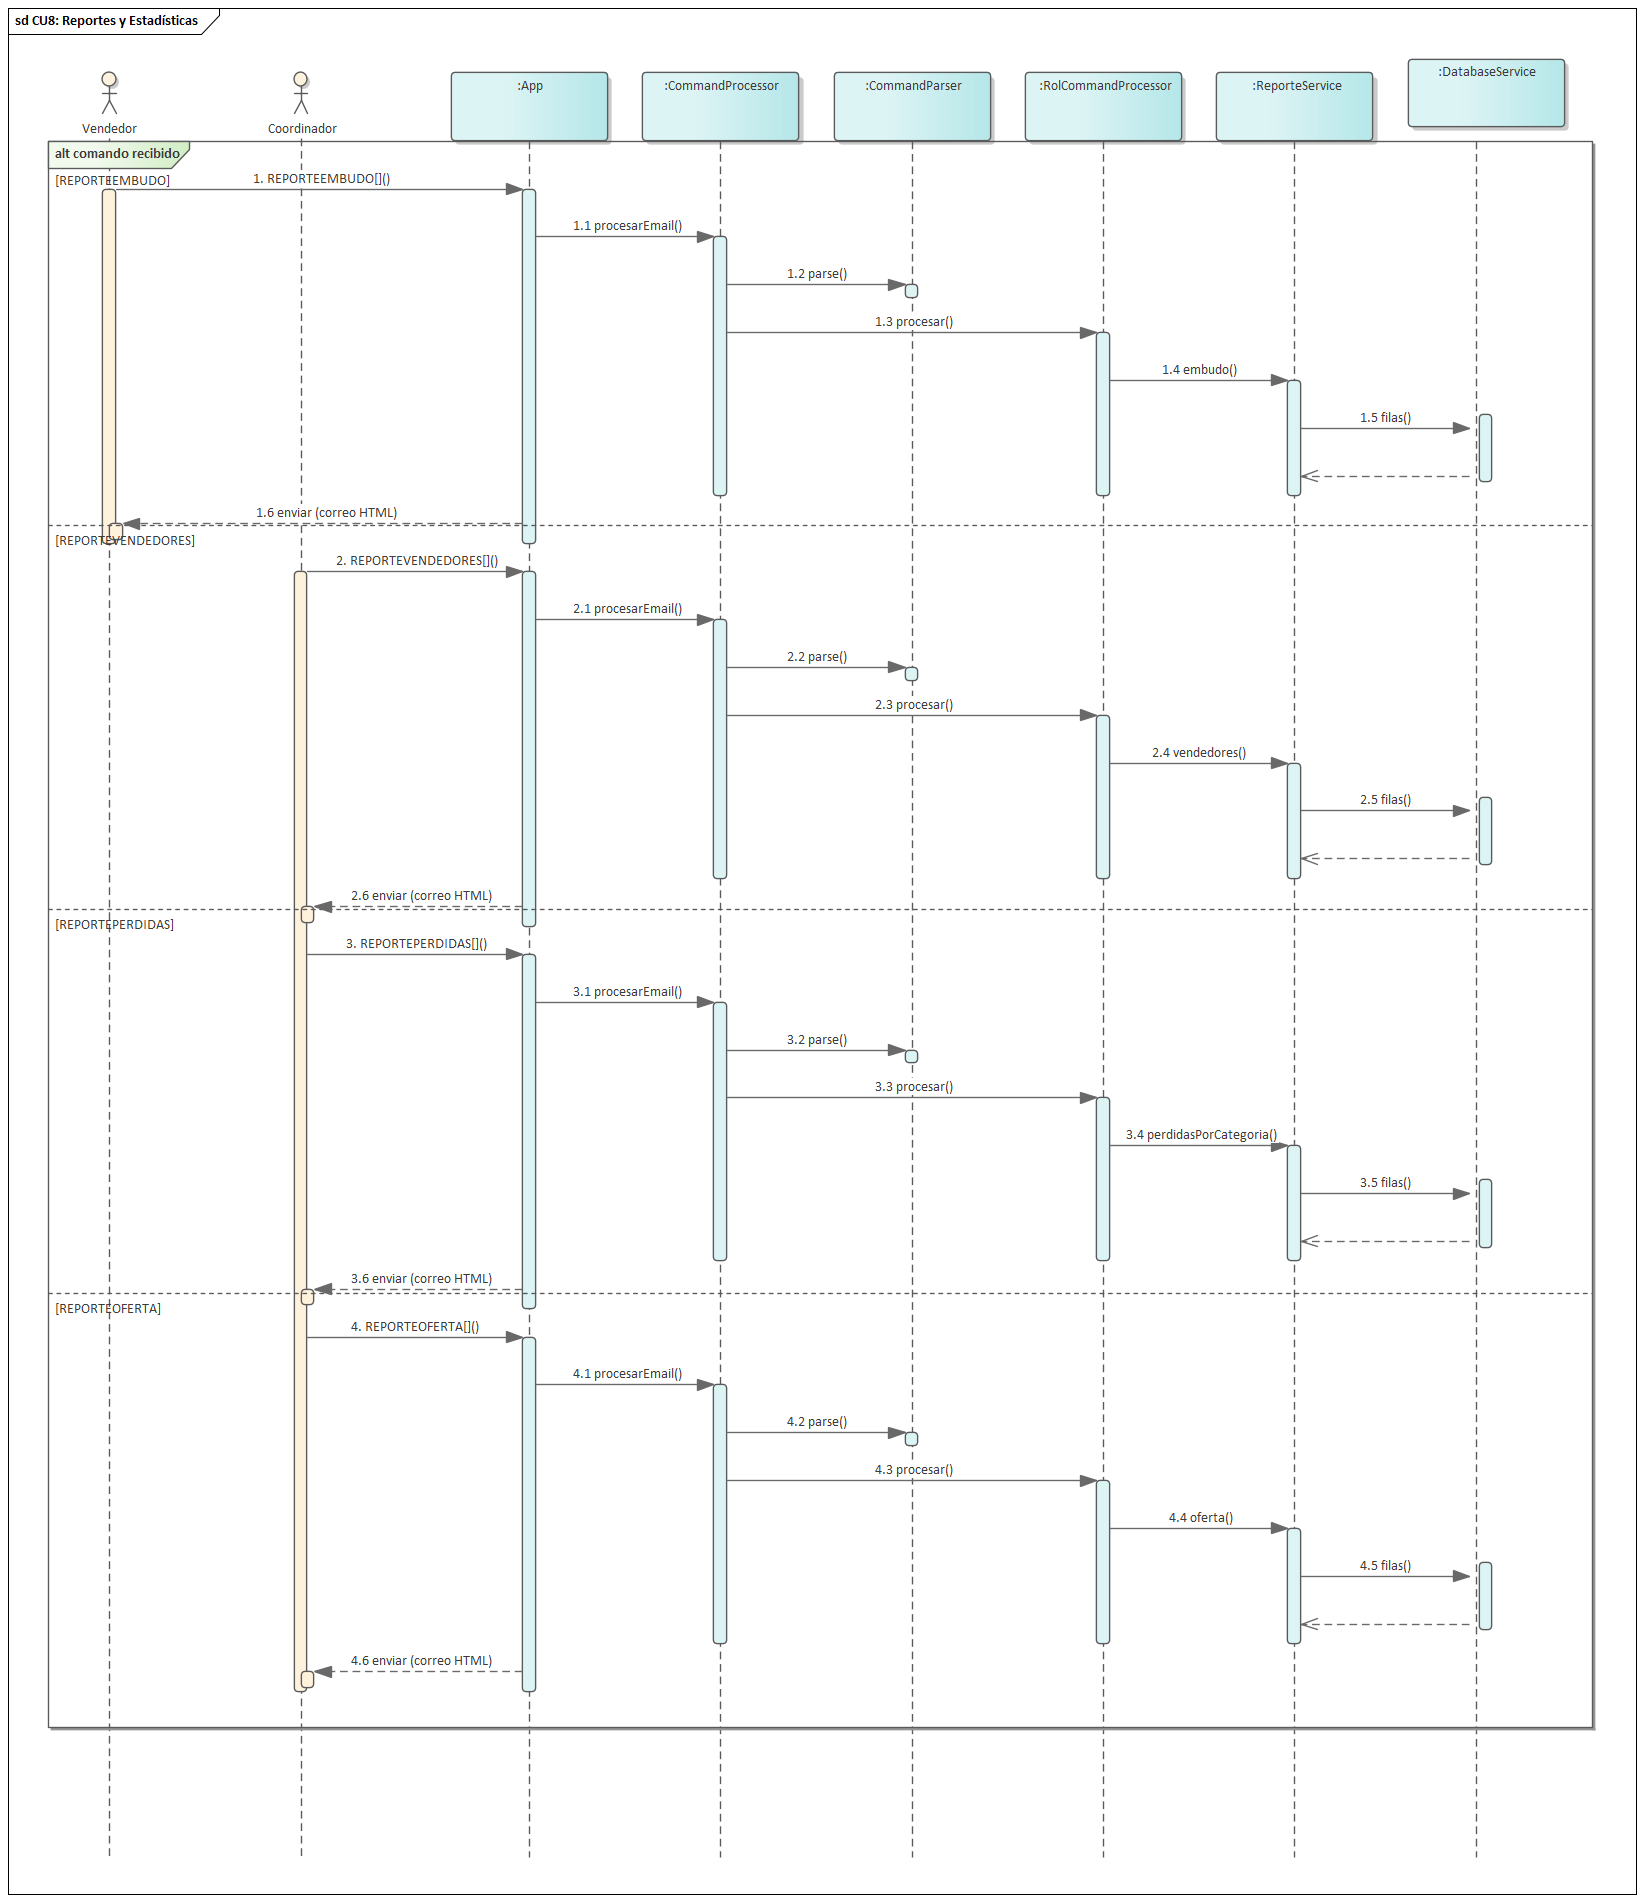 sd CU8: Reportes y Estadísticas
Vendedor
Coordinador
:App
:CommandProcessor
:CommandParser
:RolCommandProcessor
:ReporteService
:DatabaseService
alt comando recibido
[REPORTEEMBUDO]
1. REPORTEEMBUDO[]()
1.1 procesarEmail()
1.2 parse()
1.3 procesar()
1.4 embudo()
1.5 filas()
1.6 enviar (correo HTML)
[REPORTEVENDEDORES]
2. REPORTEVENDEDORES[]()
2.1 procesarEmail()
2.2 parse()
2.3 procesar()
2.4 vendedores()
2.5 filas()
2.6 enviar (correo HTML)
[REPORTEPERDIDAS]
3. REPORTEPERDIDAS[]()
3.1 procesarEmail()
3.2 parse()
3.3 procesar()
3.4 perdidasPorCategoria()
3.5 filas()
3.6 enviar (correo HTML)
[REPORTEOFERTA]
4. REPORTEOFERTA[]()
4.1 procesarEmail()
4.2 parse()
4.3 procesar()
4.4 oferta()
4.5 filas()
4.6 enviar (correo HTML)